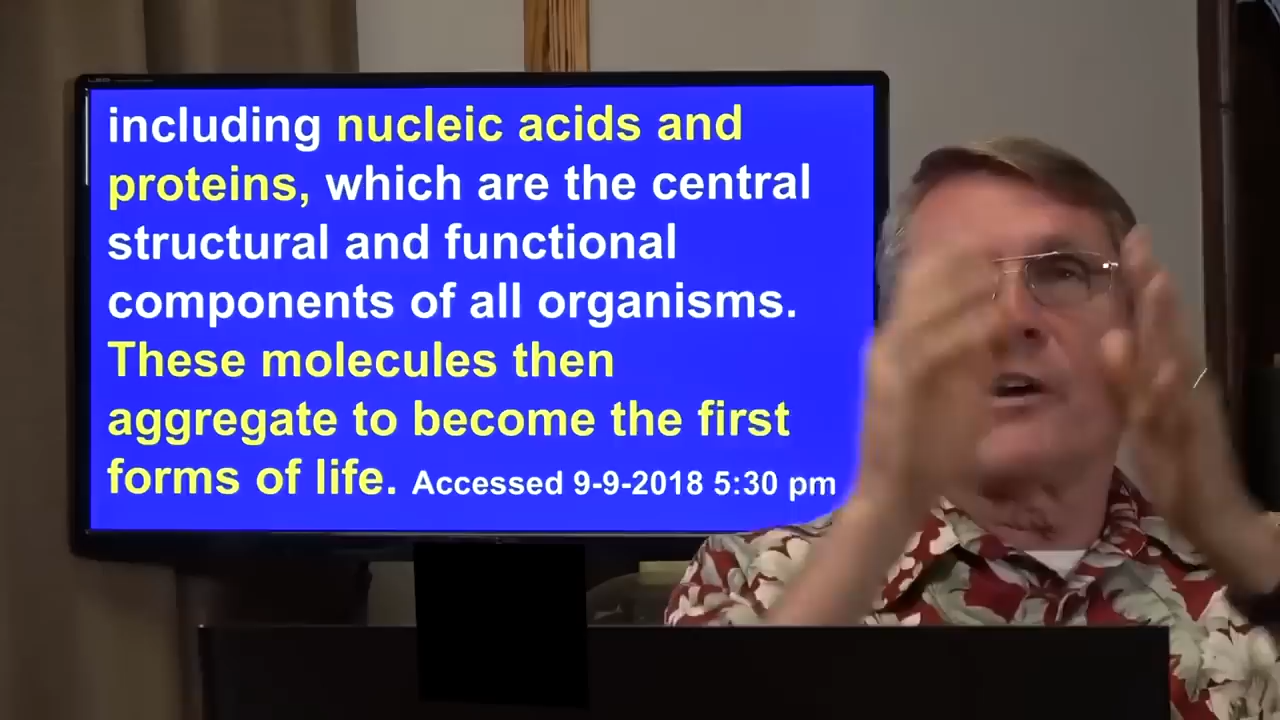 including nucleic acids and
proteins, which are the central
structural and functional
components of all organisms.
These molecules then
aggregate to become the first
forms of life. Accessed 9-9-2018 5:30 pm